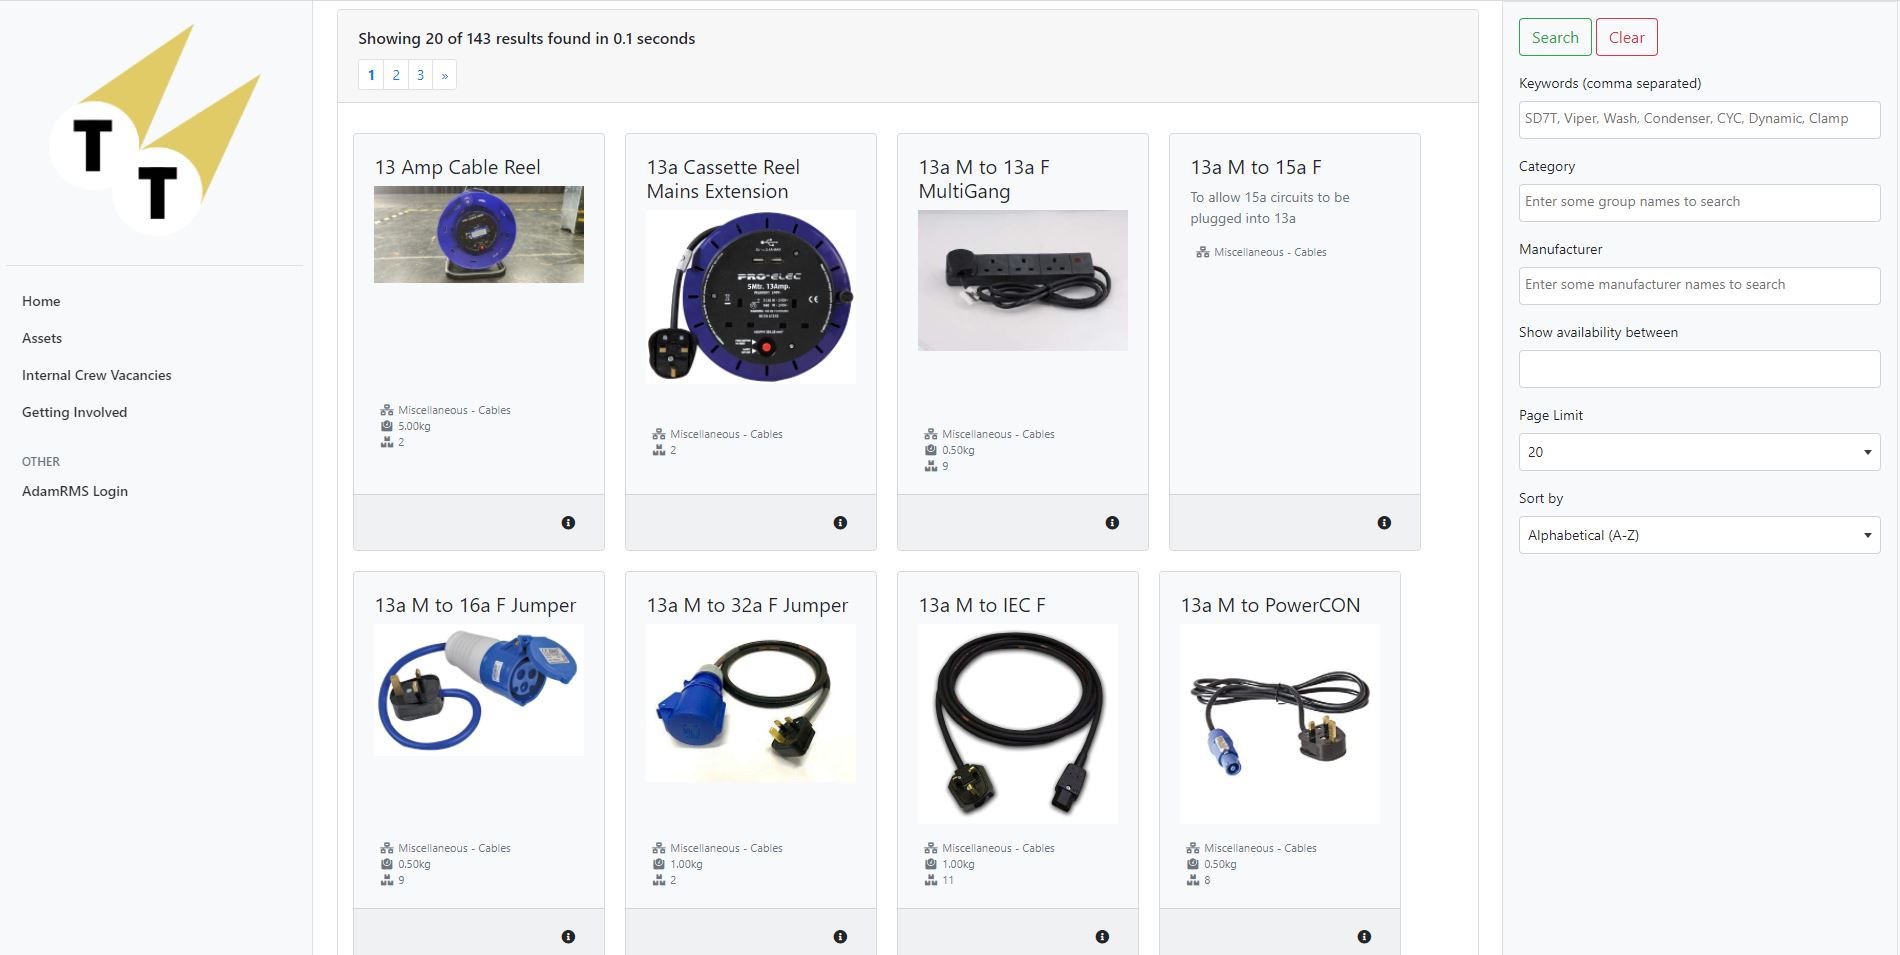 T
T
Home
Assets
Internal Crew Vacancies
Getting Involved
OTHER
AdamRMS Login
Showing 20 of 143 results found in 0.1 seconds
1 2 3 »
13 Amp Cable Reel
Miscellaneous - Cables
5.00kg
2
13a Cassette Reel
Mains Extension
PRO-ELEC
5Mtr. 13Amp.
Miscellaneous - Cables
2
13a M to 13a F
MultiGang
Miscellaneous - Cables
0.50kg
9
13a M to 15a F
To allow 15a circuits to be
plugged into 13a
Miscellaneous - Cables
13a M to 16a F Jumper
Miscellaneous - Cables
0.50kg
9
13a M to 32a F Jumper
Miscellaneous - Cables
1.00kg
2
13a M to IEC F
Miscellaneous - Cables
1.00kg
11
13a M to PowerCON
Miscellaneous - Cables
0.50kg
8
Search Clear
Keywords (comma separated)
SD7T, Viper, Wash, Condenser, CYC, Dynamic, Clamp
Category
Enter some group names to search
Manufacturer
Enter some manufacturer names to search
Show availability between
Page Limit
20
Sort by
Alphabetical (A-Z)